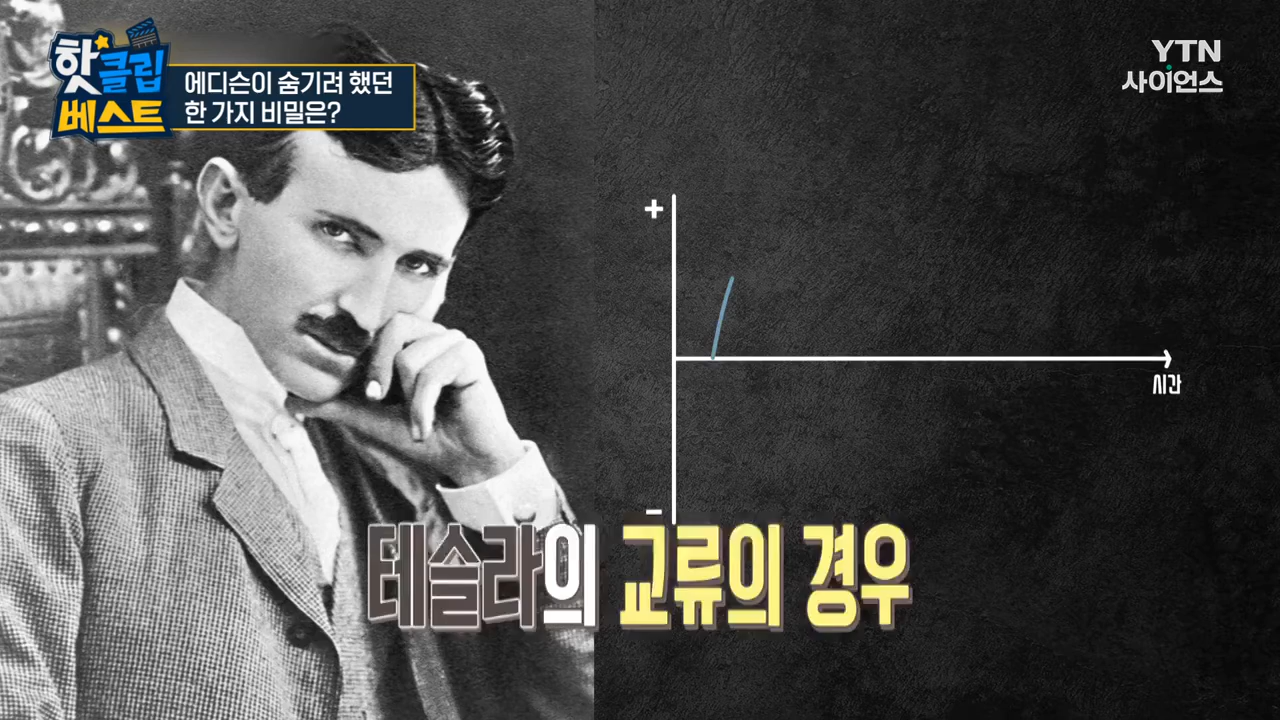 핫클립
베스트
에디슨이 숨기려 했던
한 가지 비밀은?
YTN
사이언스
+
시간
-
테슬라의 교류의 경우